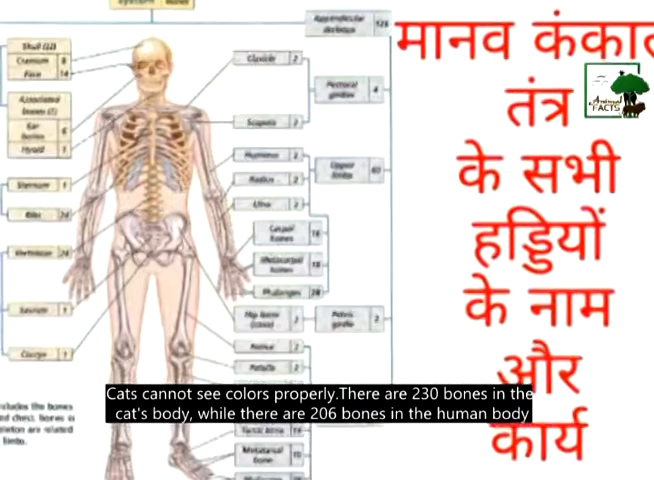 Appendicular
skeleton 126
Skull (22)
Cranium 8
Face 14
Associated
bones (7)
Ear
bones 6
Hyoid 1
Sternum 1
Ribs 24
Vertebrae 24
Sacrum 1
Coccyx 1
Clavicle 2
Scapula 2
Pectoral
girdles 4
Humerus 2
Radius 2
Ulna 2
Upper
limbs 60
Carpal
bones 16
Metacarpal
bones 10
Phalanges 28
Hip bone
(coxa) 2
Pelvic
girdle 2
Femur 2
Patella 2
Tarsal bones 14
Metatarsal
bone 10
मानव कंकाल
तंत्र
के सभी
हड्डियों
के नाम
और
कार्य
Animal
FACTS
Cats cannot see colors properly.There are 230 bones in the
cat's body, while there are 206 bones in the human body